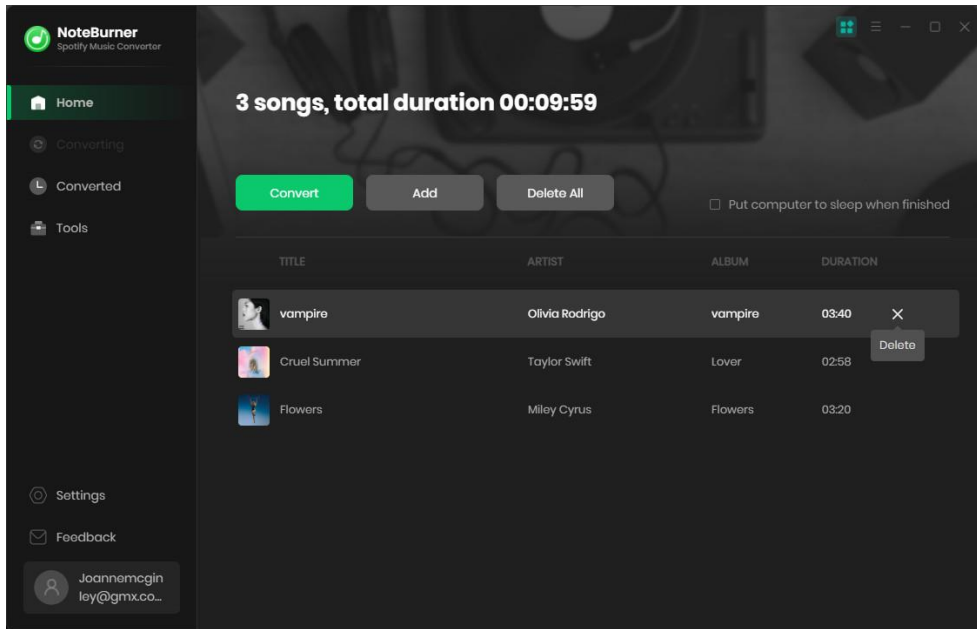 NoteBurner
Spotify Music Converter
Home
Converting
Converted
Tools
Settings
Feedback
Joannemcgin
ley@gmx.co...
3 songs, total duration 00:09:59
Convert Add Delete All
Put computer to sleep when finished
TITLE ARTIST ALBUM DURATION
vampire Olivia Rodrigo vampire 03:40
Delete
Cruel Summer Taylor Swift Lover 02:58
Flowers Miley Cyrus Flowers 03:20